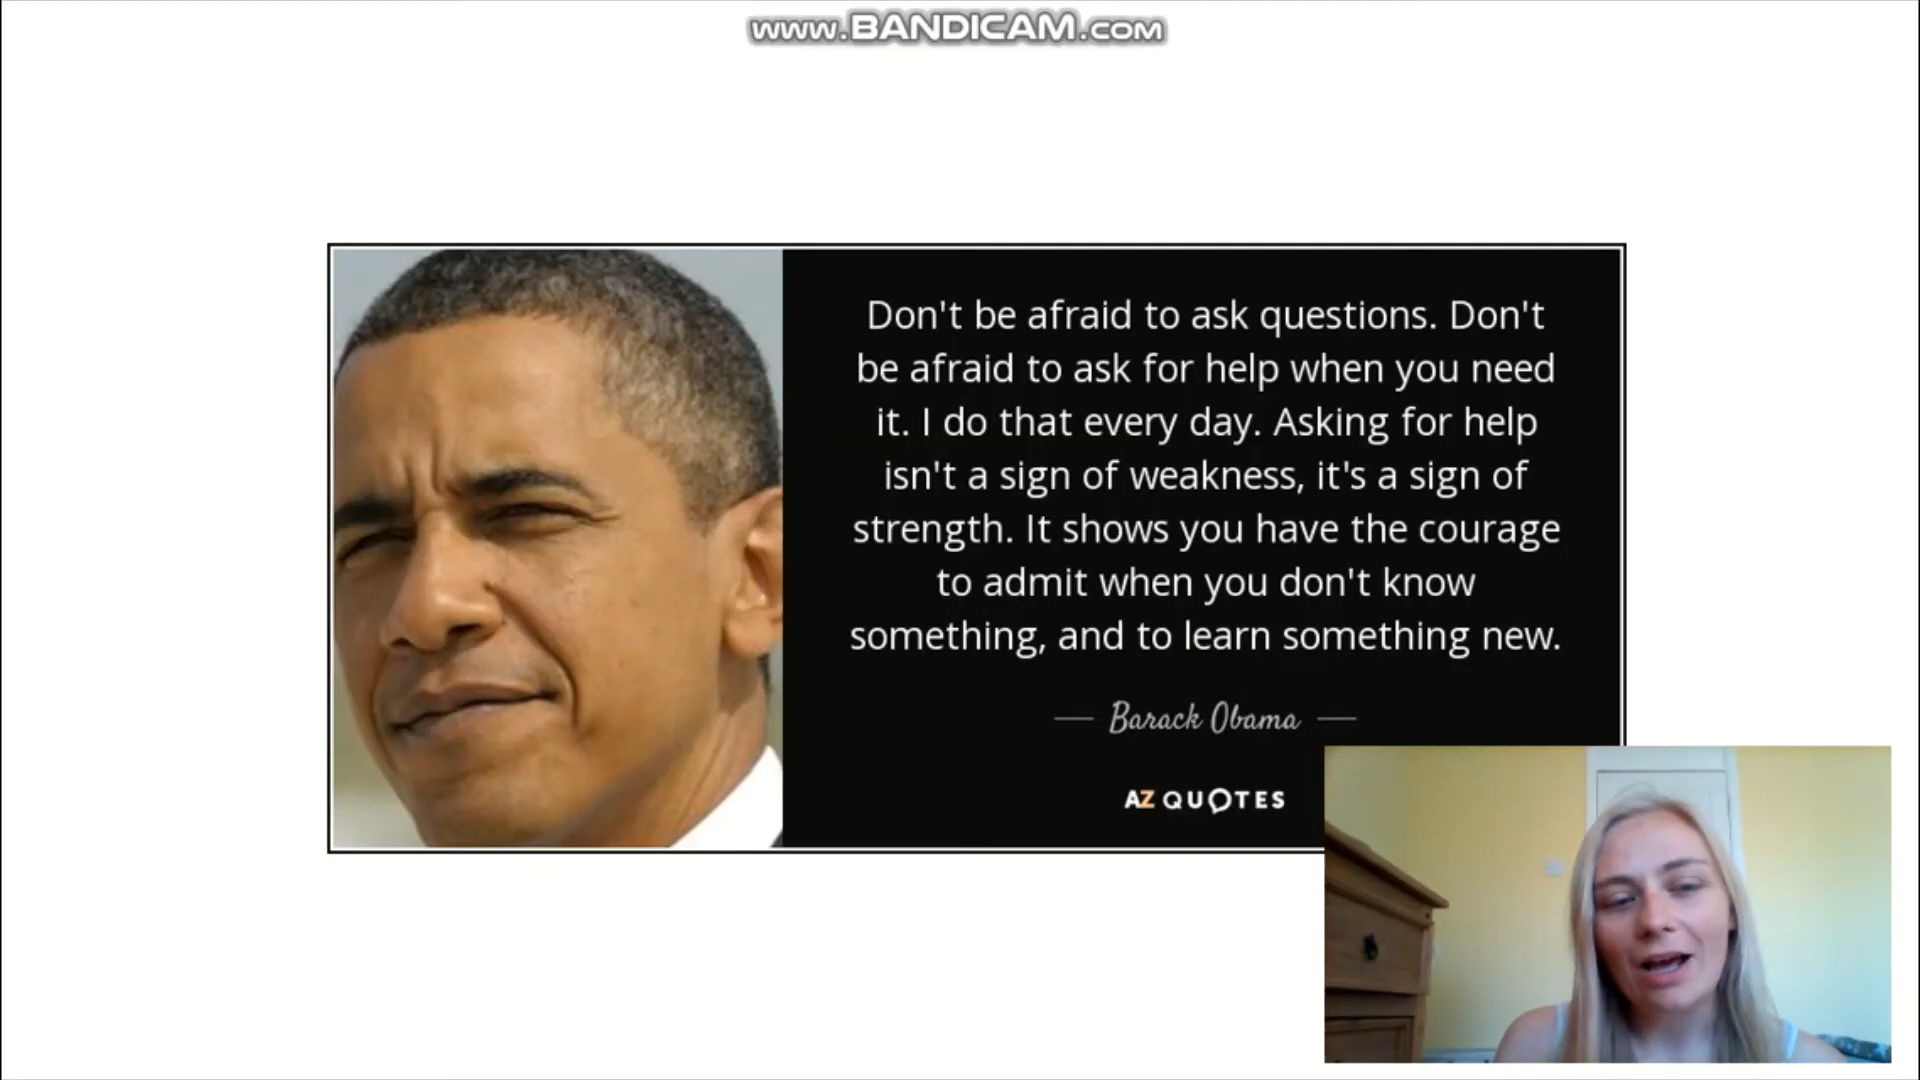 www.BANDICAM.com
Don't be afraid to ask questions. Don't
be afraid to ask for help when you need
it. I do that every day. Asking for help
isn't a sign of weakness, it's a sign of
strength. It shows you have the courage
to admit when you don't know
something, and to learn something new.
— Barack Obama —
AZ QUOTES